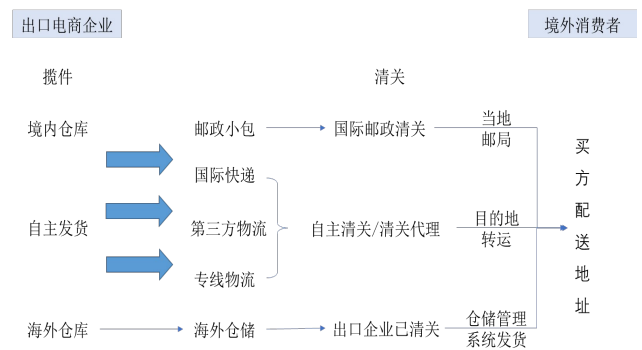 出口电商企业
境外消费者
揽件
清关
境内仓库
邮政小包
国际邮政清关
当地
邮局
国际快递
自主发货
第三方物流
自主清关/清关代理
目的地
转运
专线物流
海外仓库
海外仓储
出口企业已清关
仓储管理
系统发货
买
方
配
送
地
址